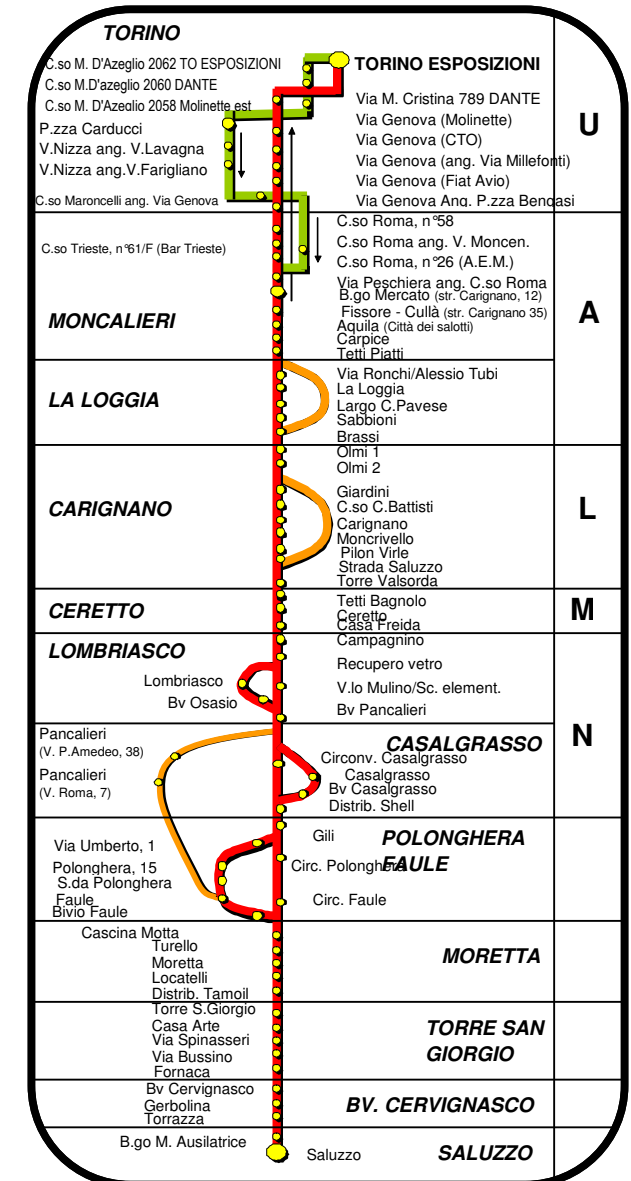 TORINO
C.so M. D'Azeglio 2062 TO ESPOSIZIONI
C.so M.D'azeglio 2060 DANTE
C.so M. D'Azeglio 2058 Molinette est
P.zza Carducci
V.Nizza ang. V.Lavagna
V.Nizza ang.V.Farigliano
C.so Maroncelli ang. Via Genova
TORINO ESPOSIZIONI
Via M. Cristina 789 DANTE
Via Genova (Molinette)
Via Genova (CTO)
Via Genova (ang. Via Millefonti)
Via Genova (Fiat Avio)
Via Genova Ang. P.zza Bengasi
U
C.so Trieste, n°61/F (Bar Trieste)
MONCALIERI
C.so Roma, n°58
C.so Roma ang. V. Moncen.
C.so Roma, n°26 (A.E.M.)
Via Peschiera ang. C.so Roma
B.go Mercato (str. Carignano, 12)
Fissore - Cullà (str. Carignano 35)
Aquila (Città dei salotti)
Carpice
Tetti Piatti
A
LA LOGGIA
Via Ronchi/Alessio Tubi
La Loggia
Largo C.Pavese
Sabbioni
Brassi
CARIGNANO
Olmi 1
Olmi 2
Giardini
C.so C.Battisti
Carignano
Moncrivello
Pilon Virle
Strada Saluzzo
Torre Valsorda
L
CERETTO
Tetti Bagnolo
Ceretto
Casa Freida
M
LOMBRIASCO
Lombriasco
Bv Osasio
Campagnino
Recupero vetro
V.lo Mulino/Sc. element.
Bv Pancalieri
N
Pancalieri
(V. P.Amedeo, 38)
Pancalieri
(V. Roma, 7)
CASALGRASSO
Circonv. Casalgrasso
Casalgrasso
Bv Casalgrasso
Distrib. Shell
Via Umberto, 1
Polonghera, 15
S.da Polonghera
Faule
Bivio Faule
Gili
Circ. Polonghera
Circ. Faule
POLONGHERA
FAULE
Cascina Motta
Turello
Moretta
Locatelli
Distrib. Tamoil
MORETTA
Torre S.Giorgio
Casa Arte
Via Spinasseri
Via Bussino
Fornaca
TORRE SAN
GIORGIO
Bv Cervignasco
Gerbolina
Torrazza
BV. CERVIGNASCO
B.go M. Ausilatrice
Saluzzo
SALUZZO